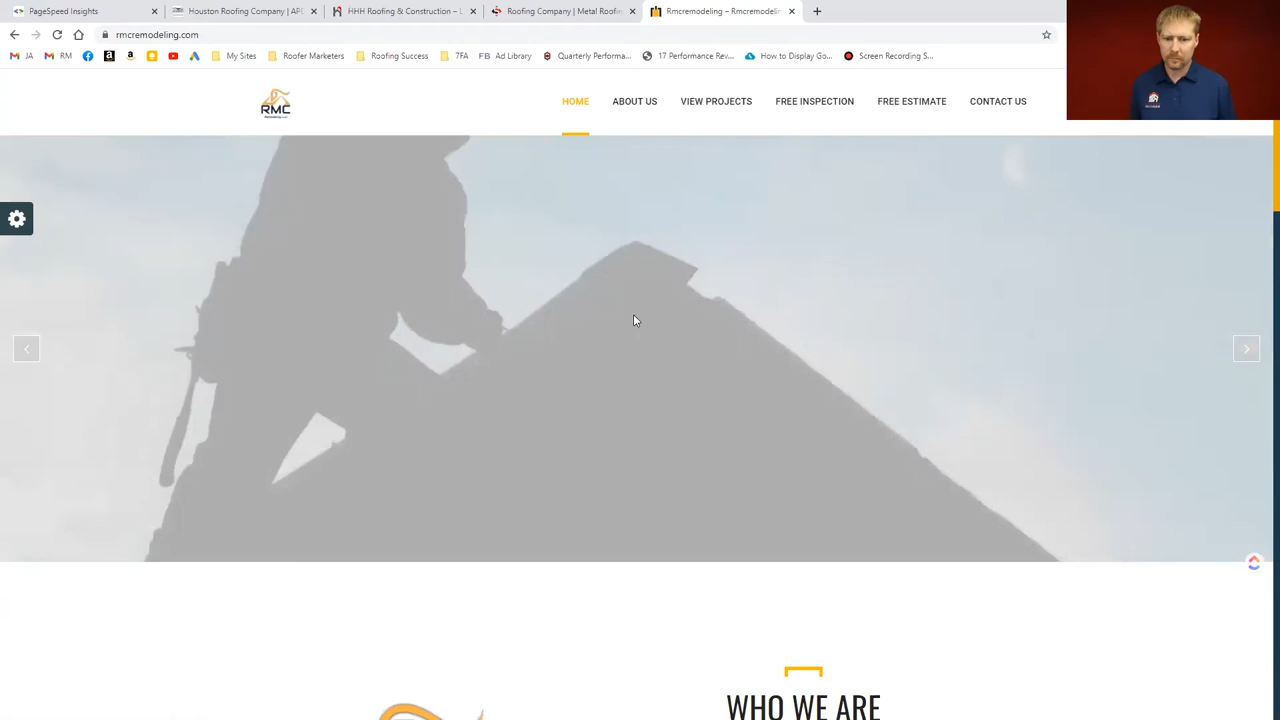 PageSpeed Insights
Houston Roofing Company | APL
HHH Roofing & Construction – L
Roofing Company | Metal Roofin
Rmcremodeling – Rmcremodelin
rmcremodeling.com
JA
RM
My Sites
Roofer Marketers
Roofing Success
7FA
FB Ad Library
Quarterly Performa...
17 Performance Rev...
How to Display Go...
Screen Recording S...
RMC
HOME
ABOUT US
VIEW PROJECTS
FREE INSPECTION
FREE ESTIMATE
CONTACT US
WHO WE ARE